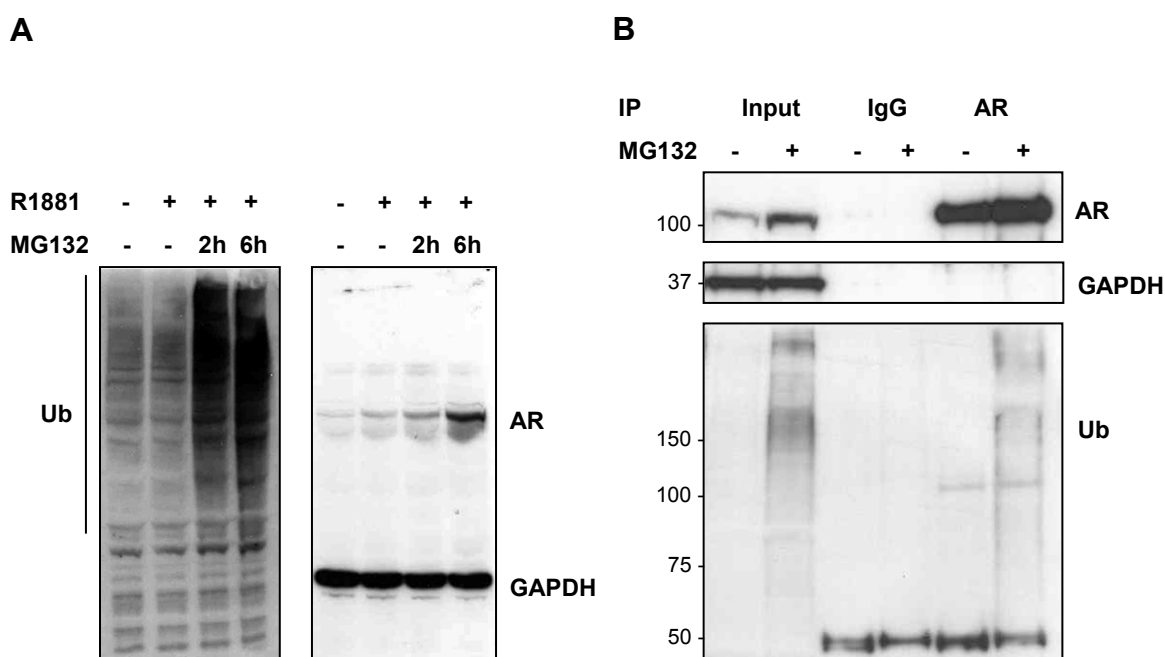 A
R1881 - + + + - + + +
MG132 - - 2h 6h - - 2h 6h
Ub
AR
GAPDH
B
IP Input IgG AR
MG132 - + - + - +
100 AR
37 GAPDH
150 Ub
100
75
50